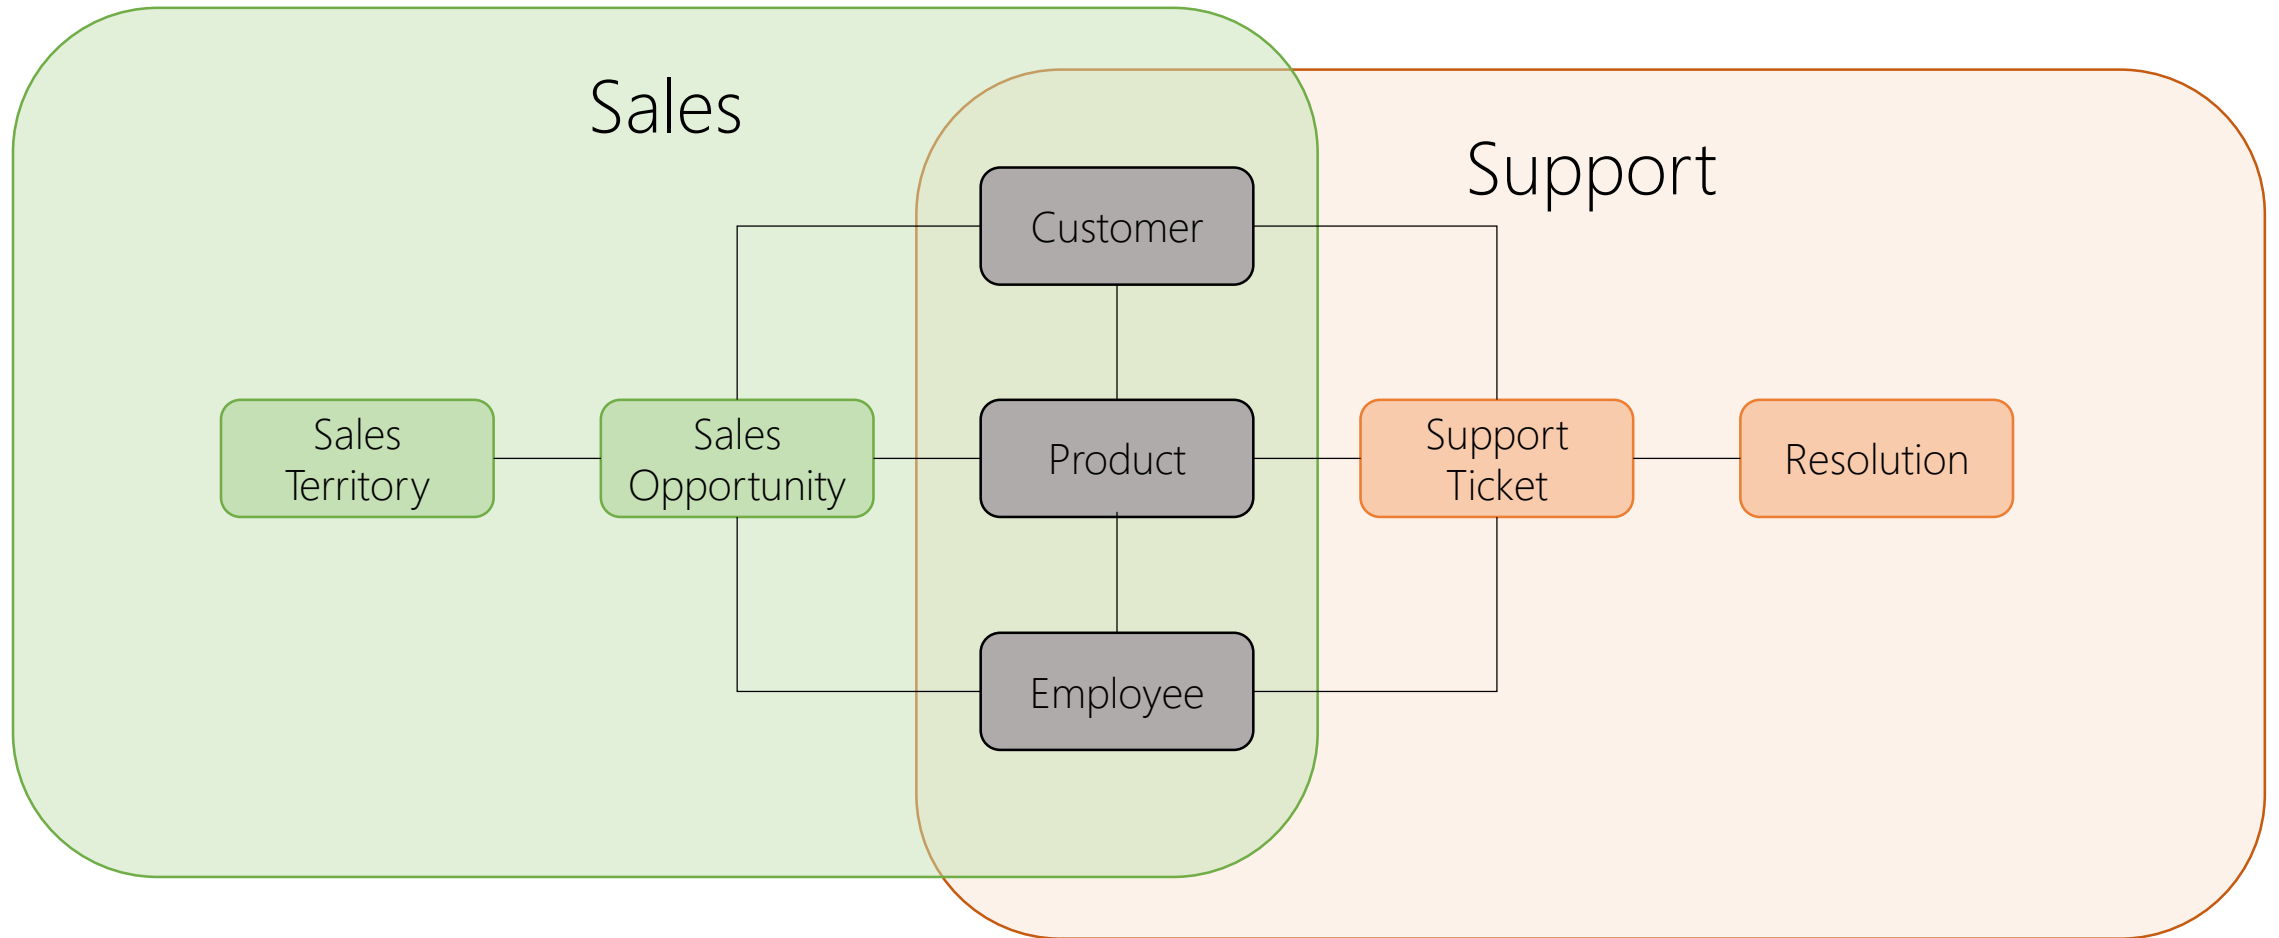 Sales
Support
Customer
Sales
Territory
Sales
Opportunity
Product
Support
Ticket
Resolution
Employee